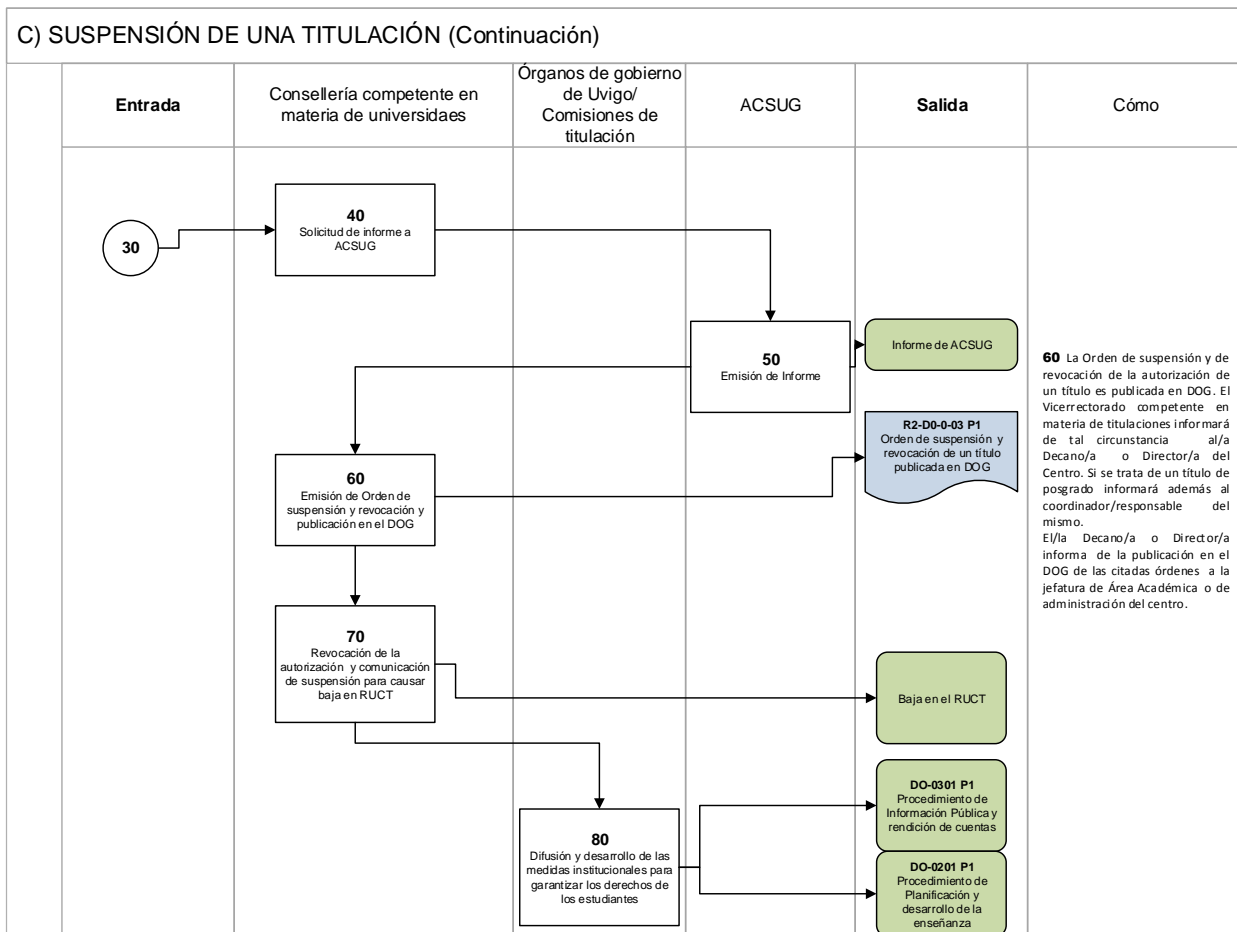 C) SUSPENSIÓN DE UNA TITULACIÓN (Continuación)
Entrada
Consellería competente en
materia de universidaes
Órganos de gobierno
de Uvigo/
Comisiones de
titulación
ACSUG
Salida
Cómo
30
40
Solicitud de informe a
ACSUG
50
Emisión de Informe
Informe de ACSUG
R2-D0-0-03 P1
Orden de suspensión y
revocación de un título
publicada en DOG
60
Emisión de Orden de
suspensión y revocación y
publicación en el DOG
70
Revocación de la
autorización y comunicación
de suspensión para causar
baja en RUCT
Baja en el RUCT
80
Difusión y desarrollo de las
medidas institucionales para
garantizar los derechos de
los estudiantes
DO-0301 P1
Procedimiento de
Información Pública y
rendición de cuentas
DO-0201 P1
Procedimiento de
Planificación y
desarrollo de la
enseñanza
60 La Orden de suspensión y de
revocación de la autorización de
un título es publicada en DOG. El
Vicerrectorado competente en
materia de titulaciones informará
de tal circunstancia al/a
Decano/a o Director/a del
Centro. Si se trata de un título de
posgrado informará además al
coordinador/responsable del
mismo.
El/la Decano/a o Director/a
informa de la publicación en el
DOG de las citadas órdenes a la
jefatura de Área Académica o de
administración del centro.